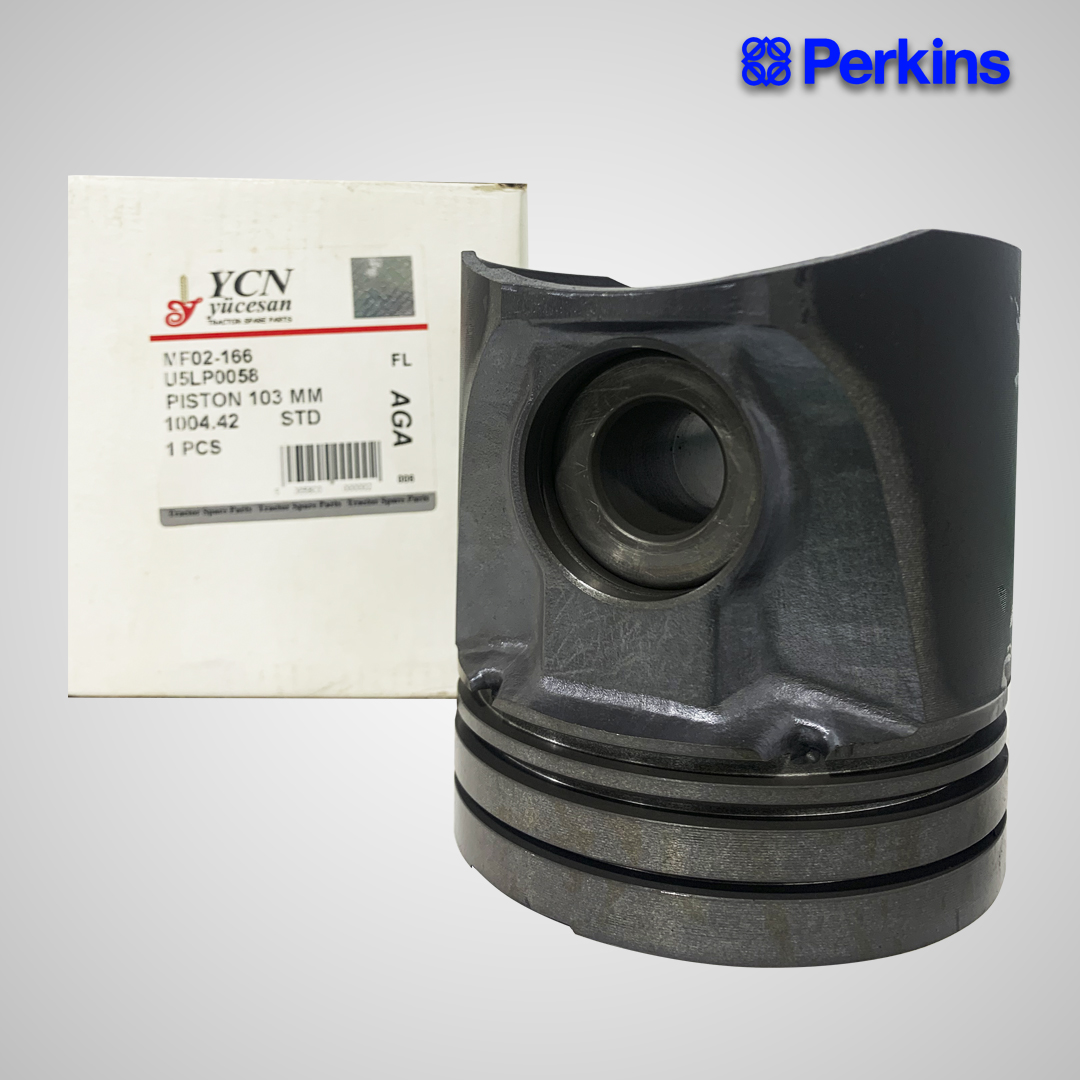 Perkins
YCN
yücesan
TRACTOR SPARE PARTS
MF02-166
FL
U5LP0058
PISTON 103 MM
1004.42 STD
AGA
1 PCS
Tractor Spare Parts Tractor Spare Parts Tractor Spare Parts